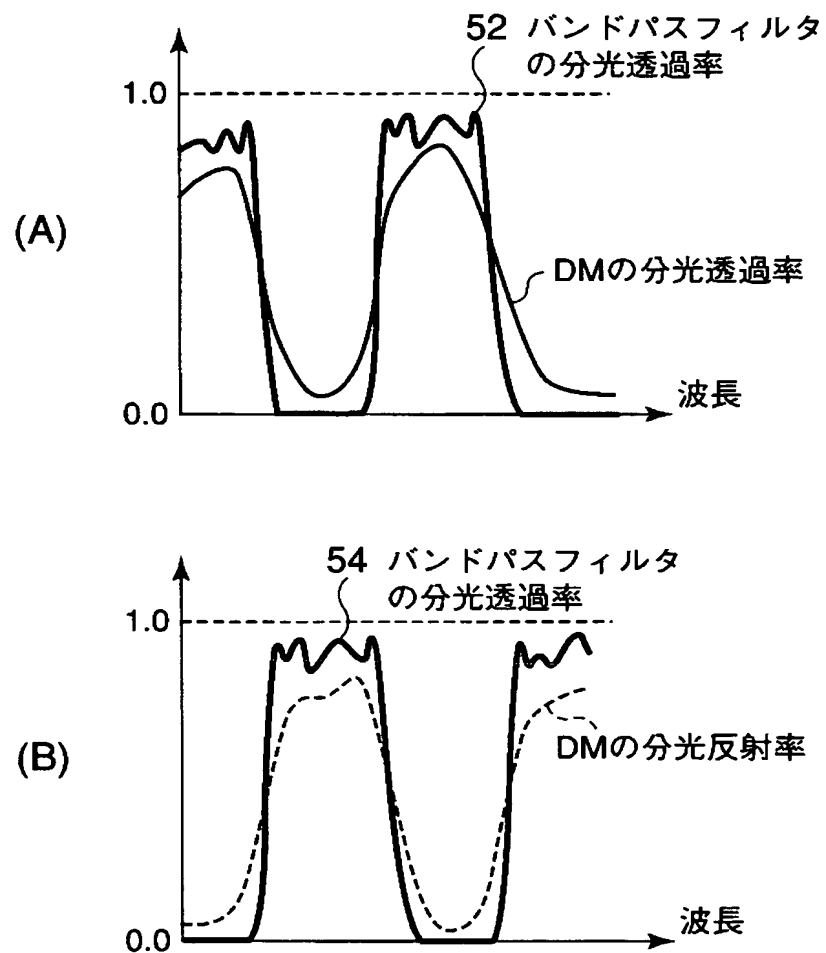 52 バンドパスフィルタ
の分光透過率
1.0
(A)
DMの分光透過率
波長
0.0
54 バンドパスフィルタ
の分光透過率
1.0
(B)
DMの分光反射率
波長
0.0